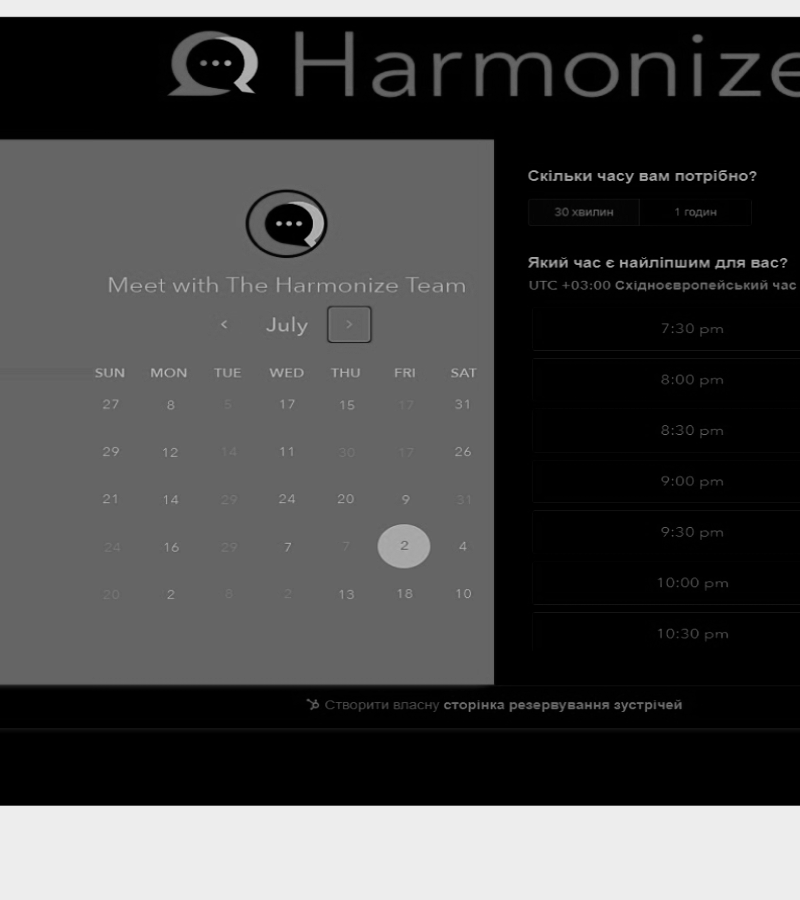 Harmonize
Meet with The Harmonize Team
July
SUN MON TUE WED THU FRI SAT
27 8 5 17 15 17 31
29 12 14 11 30 17 26
21 14 29 24 20 9 31
24 16 29 7 7 2 4
20 2 8 2 13 18 10
Скільки часу вам потрібно?
30 хвилин 1 годин
Який час є найліпшим для вас?
UTC +03:00 Східноєвропейський час
7:30 pm
8:00 pm
8:30 pm
9:00 pm
9:30 pm
10:00 pm
10:30 pm
Створити власну сторінка резервування зустрічей